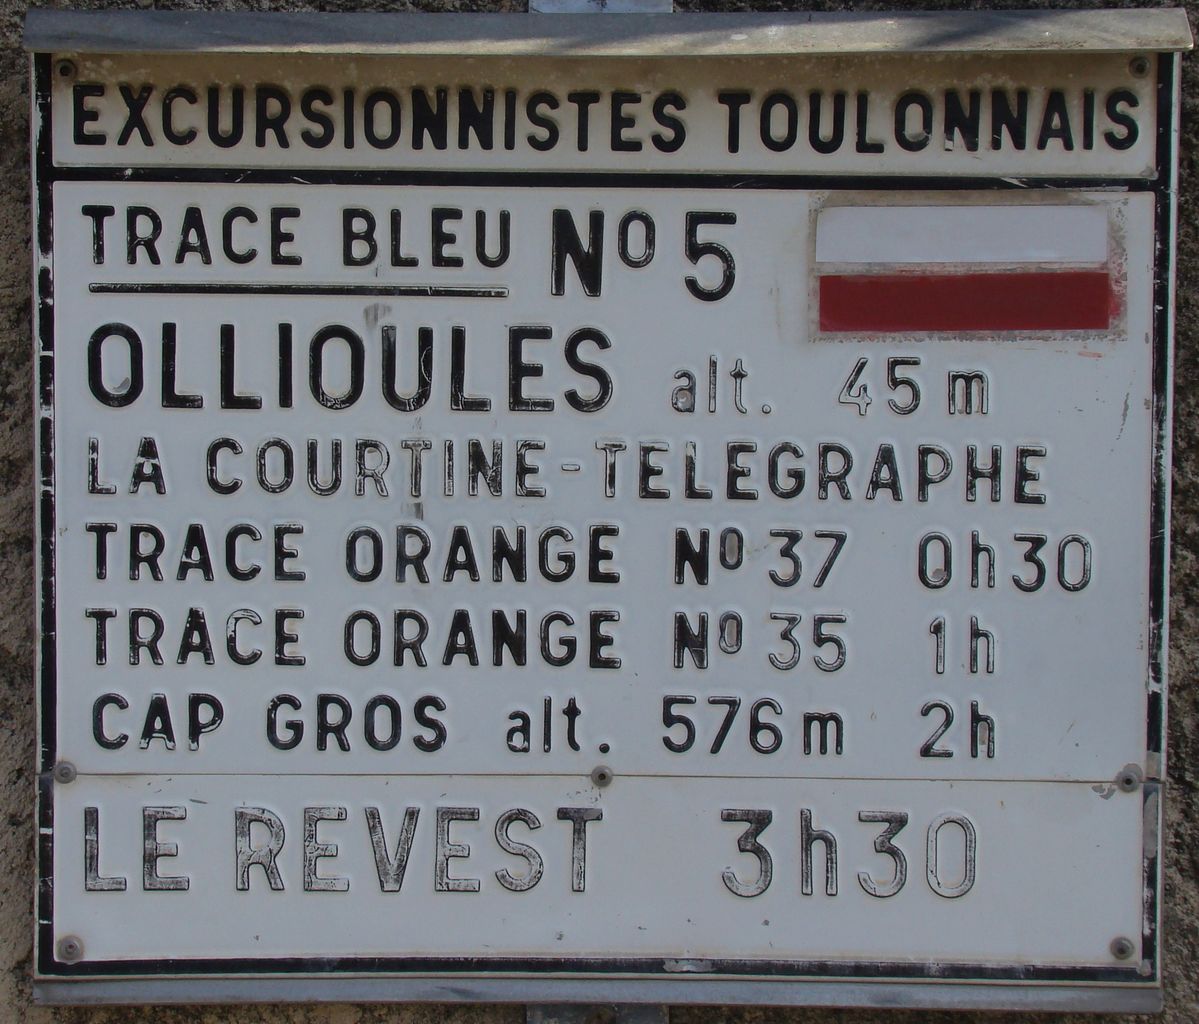 EXCURSIONNISTES TOULONNAIS
TRACE BLEU Nº 5
OLLIOULES alt. 45 m
LA COURTINE-TELEGRAPHE
TRACE ORANGE Nº 37 0h30
TRACE ORANGE Nº 35 1h
CAP GROS alt. 576m 2h
LE REVEST 3h30